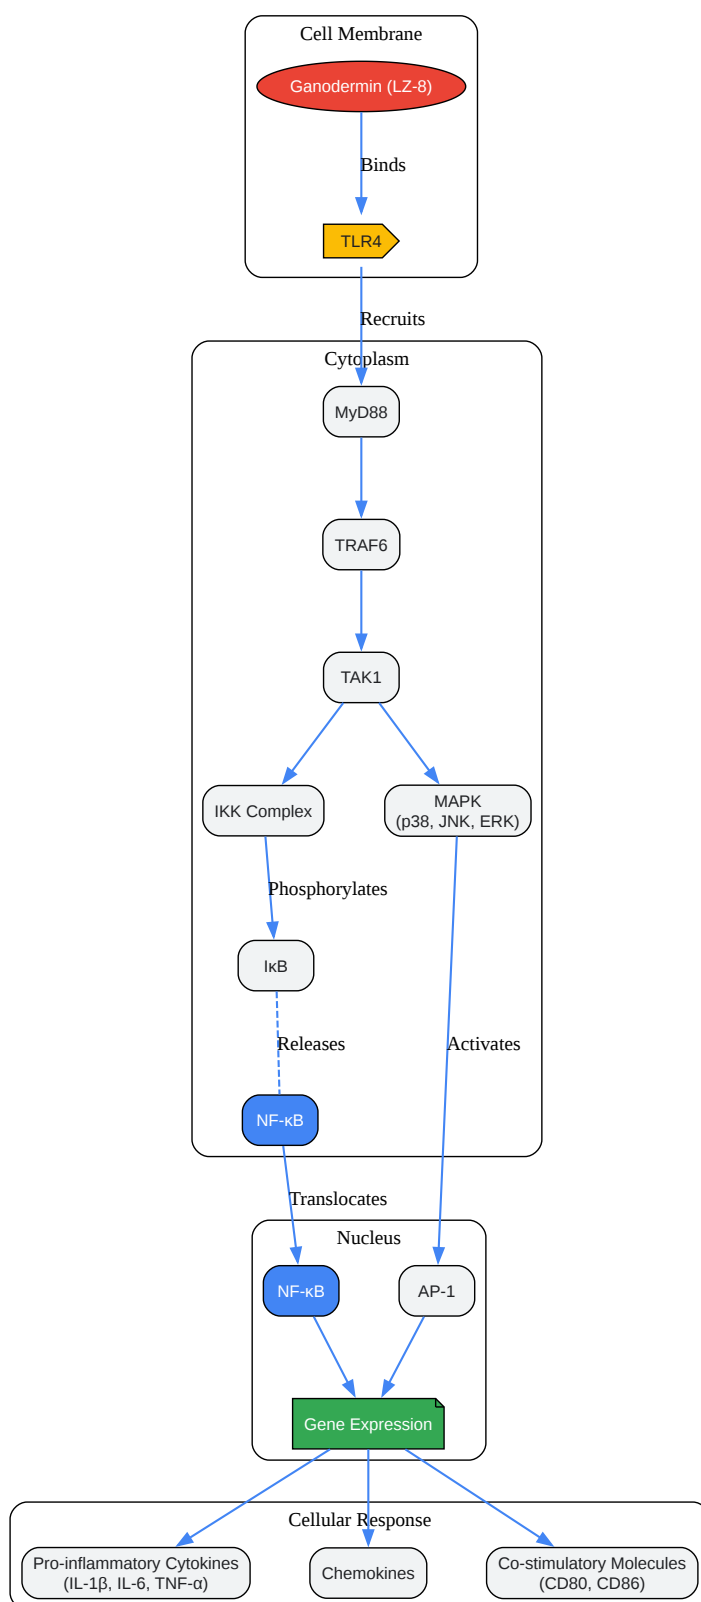 Cell Membrane
Ganodermin (LZ-8)
Binds
TLR4
Recruits
Cytoplasm
MyD88
TRAF6
TAK1
IKK Complex
MAPK
(p38, JNK, ERK)
Phosphorylates
IκB
Releases
Activates
NF-κB
Translocates
Nucleus
NF-κB
AP-1
Gene Expression
Cellular Response
Pro-inflammatory Cytokines
(IL-1β, IL-6, TNF-α)
Chemokines
Co-stimulatory Molecules
(CD80, CD86)